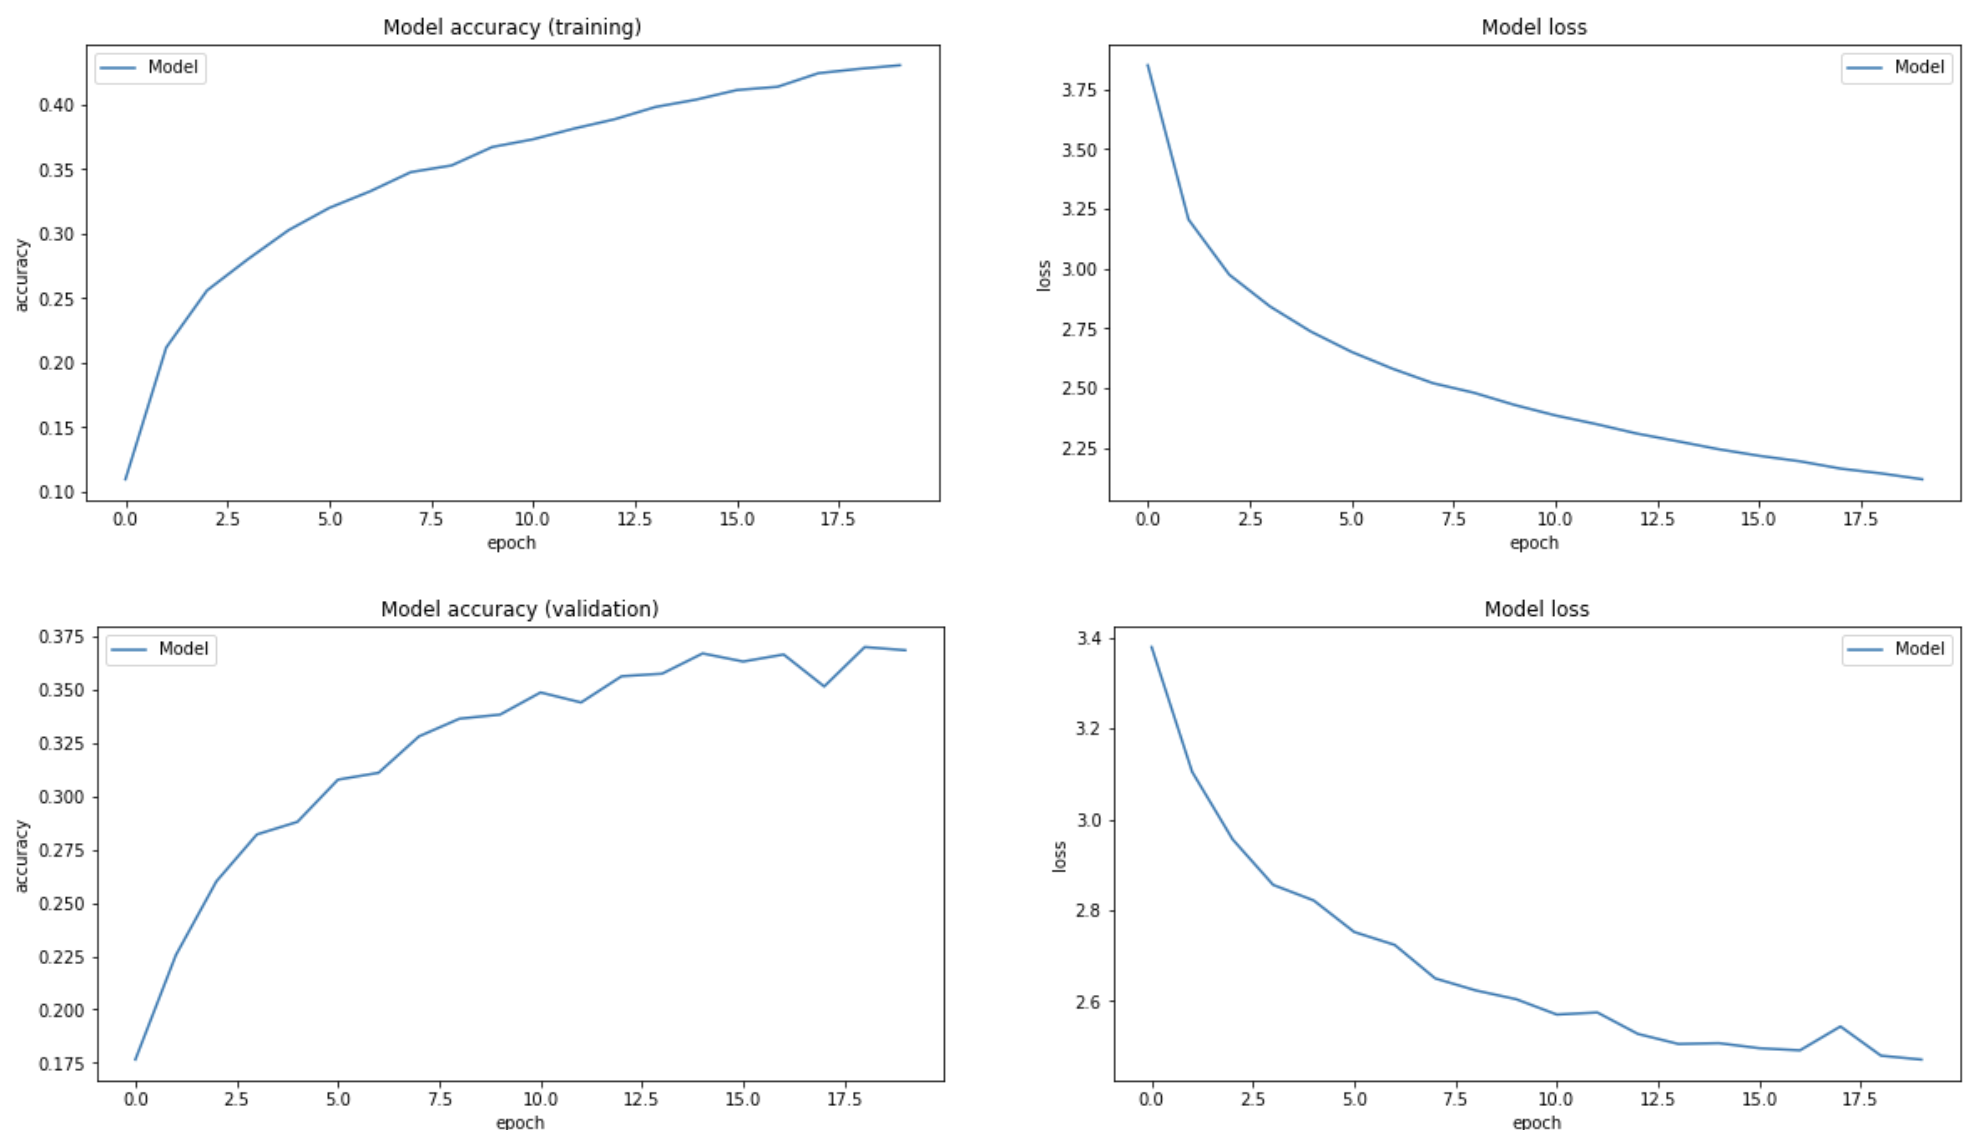 Model accuracy (training)
Model
0.40
0.35
0.30
0.25
0.20
0.15
0.10
accuracy
0.0 2.5 5.0 7.5 10.0 12.5 15.0 17.5
epoch
Model loss
Model
3.75
3.50
3.25
3.00
2.75
2.50
2.25
loss
0.0 2.5 5.0 7.5 10.0 12.5 15.0 17.5
epoch
Model accuracy (validation)
Model
0.375
0.350
0.325
0.300
0.275
0.250
0.225
0.200
0.175
accuracy
0.0 2.5 5.0 7.5 10.0 12.5 15.0 17.5
epoch
Model loss
Model
3.4
3.2
3.0
2.8
2.6
loss
0.0 2.5 5.0 7.5 10.0 12.5 15.0 17.5
epoch